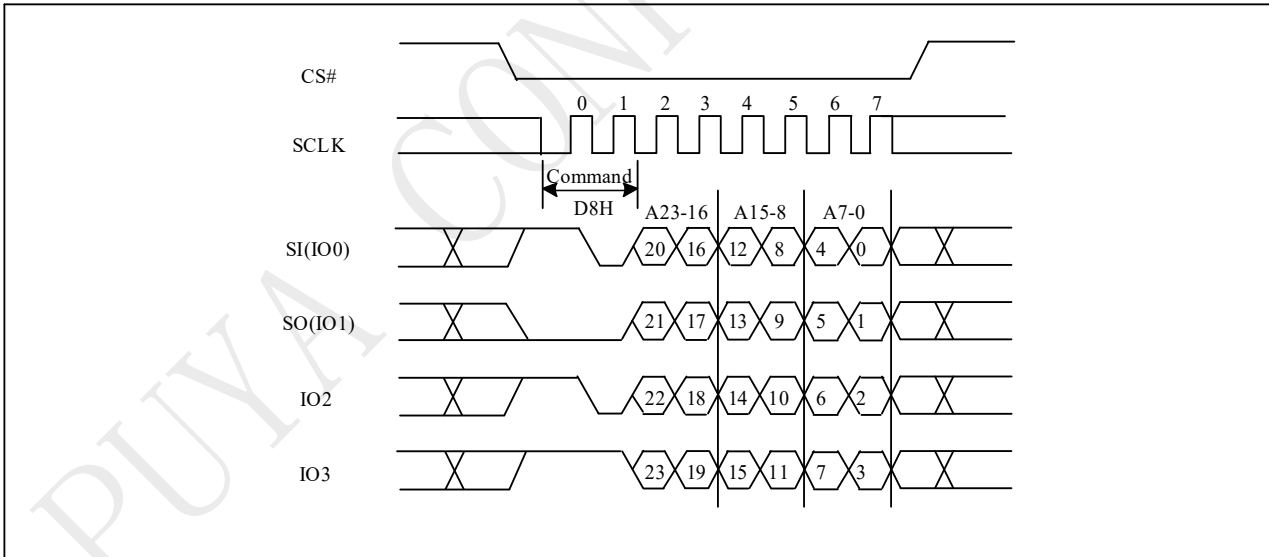 PUYA CONF
CS#
0 1 2 3 4 5 6 7
SCLK
Command
D8H
A23-16 A15-8 A7-0
SI(IO0) 20 16 12 8 4 0
SO(IO1) 21 17 13 9 5 1
IO2 22 18 14 10 6 2
IO3 23 19 15 11 7 3